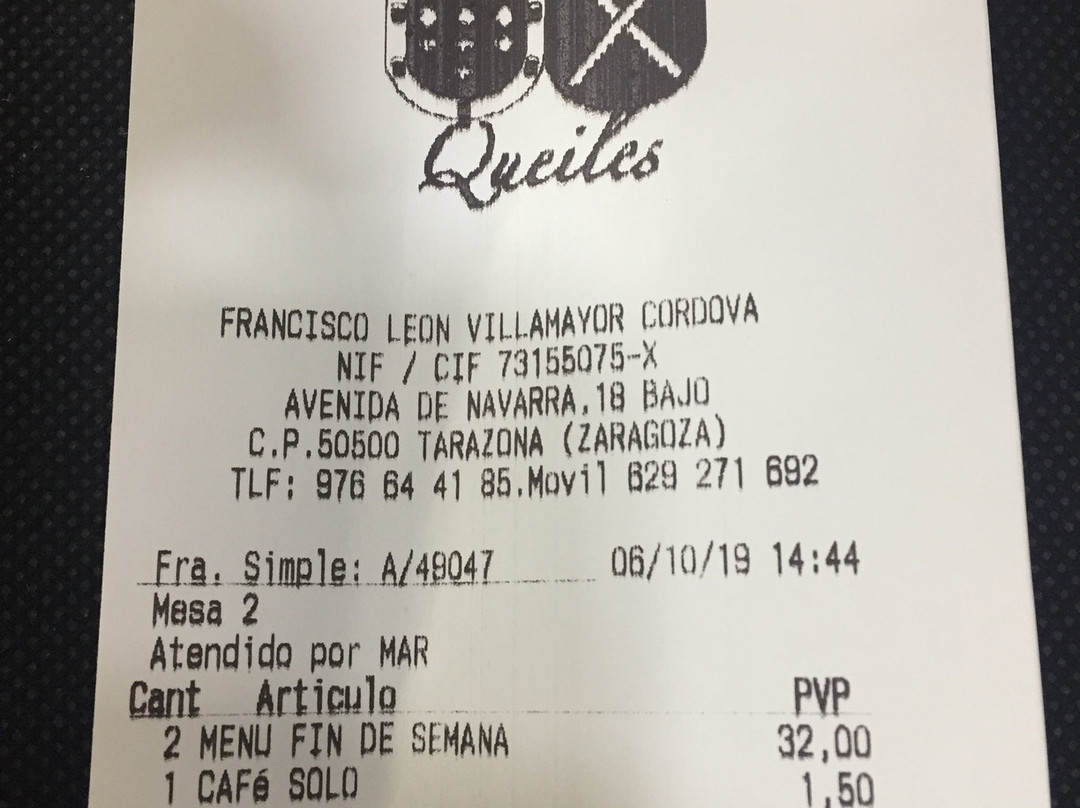 Queiles
FRANCISCO LEON VILLAMAYOR CORDOVA
NIF / CIF 73155075-X
AVENIDA DE NAVARRA,18 BAJO
C.P.50500 TARAZONA (ZARAGOZA)
TLF: 976 64 41 85.Movil 629 271 692
Fra. Simple: A/49047 06/10/19 14:44
Mesa 2
Atendido por MAR
Cant Articulo PVP
2 MENU FIN DE SEMANA 32,00
1 CAFé SOLO 1,50